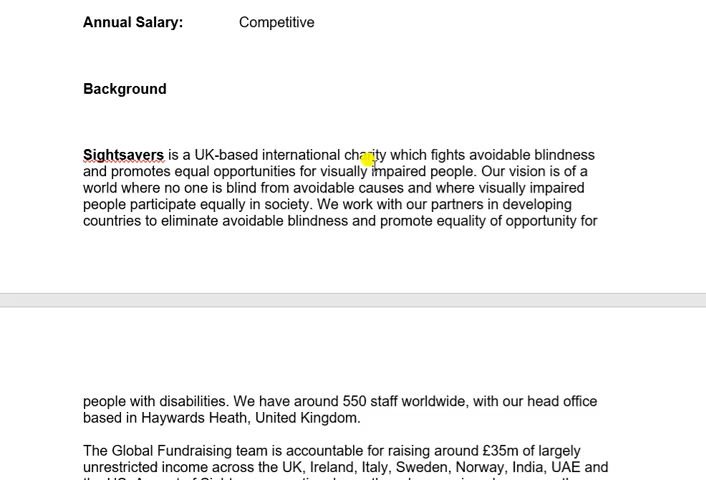 Annual Salary: Competitive
Background
Sightsavers is a UK-based international charity which fights avoidable blindness
and promotes equal opportunities for visually impaired people. Our vision is of a
world where no one is blind from avoidable causes and where visually impaired
people participate equally in society. We work with our partners in developing
countries to eliminate avoidable blindness and promote equality of opportunity for
people with disabilities. We have around 550 staff worldwide, with our head office
based in Haywards Heath, United Kingdom.
The Global Fundraising team is accountable for raising around £35m of largely
unrestricted income across the UK, Ireland, Italy, Sweden, Norway, India, UAE and